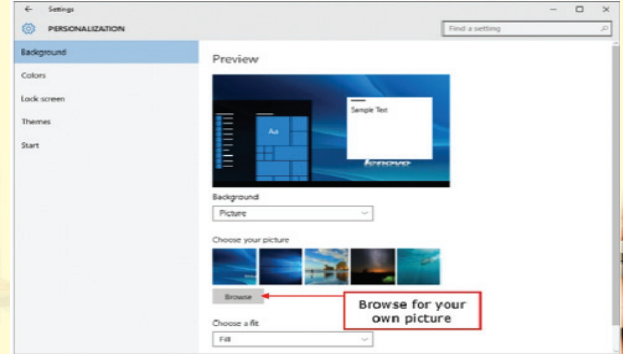 Settings
PERSONALIZATION
Find a setting
Background
Colors
Lock screen
Themes
Start
Preview
Aa
Sample Text
lenovo
Background
Picture
Choose your picture
Browse
Browse for your
own picture
Choose a fit
Fill